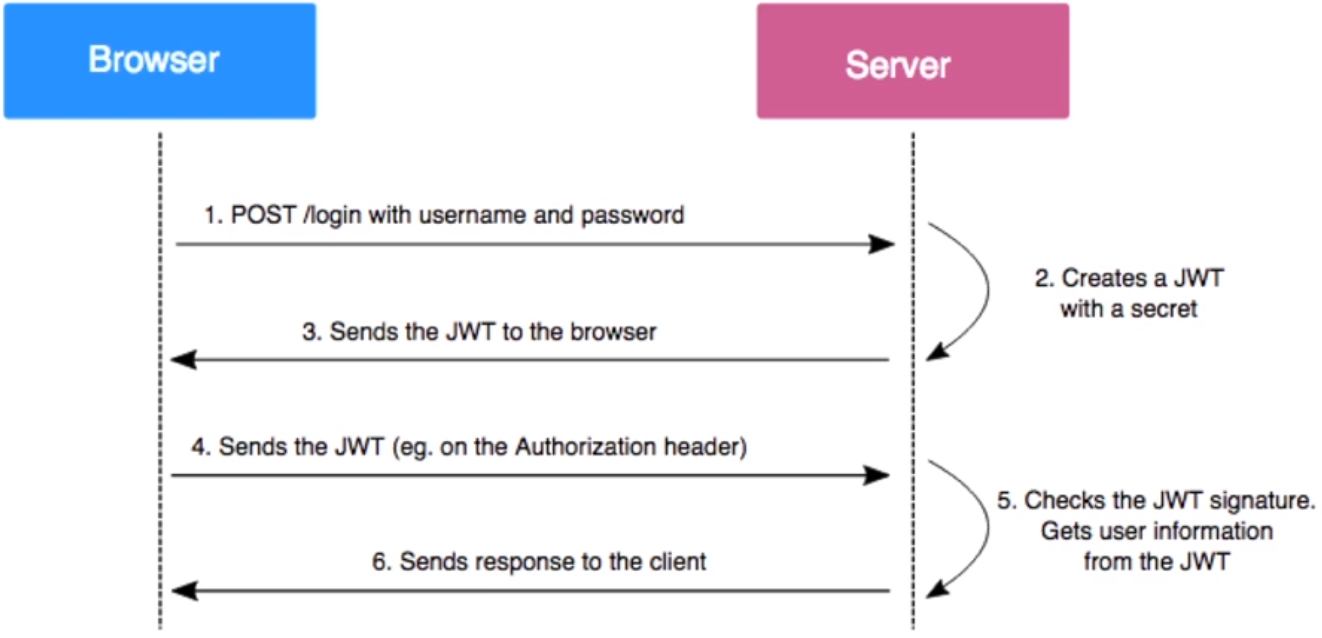 Browser
Server
1. POST /login with username and password
2. Creates a JWT
with a secret
3. Sends the JWT to the browser
4. Sends the JWT (eg. on the Authorization header)
5. Checks the JWT signature.
Gets user information
from the JWT
6. Sends response to the client